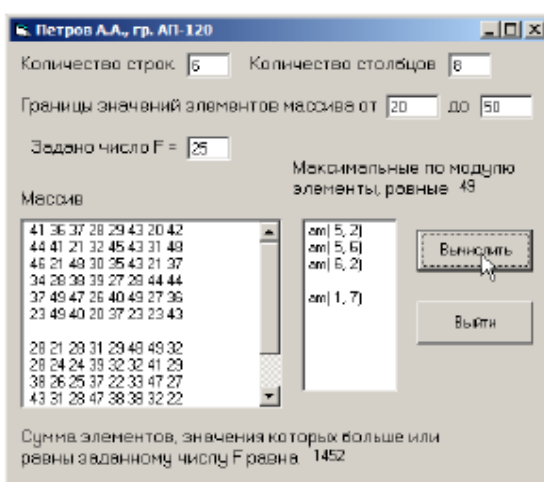 Петров А.А., гр. АП-120
Количество строк 6 Количество столбцов 8
Границы значений элементов массива от 20 до 50
Задано число F = 25
Максимальные по модулю
элементы, равные 49
Массив
41 36 37 28 29 43 20 42
44 41 21 32 45 43 31 48
46 21 48 30 35 43 21 37
34 28 38 39 27 28 44 44
37 49 47 26 40 49 27 36
23 49 40 20 37 23 23 43
28 21 28 31 29 48 49 32
28 24 24 39 32 32 41 29
38 26 25 37 22 33 47 27
43 31 28 47 38 38 32 22
am( 5, 2)
am( 5, 6)
am( 6, 2)
am( 1, 7)
Вычислить
Выйти
Сумма элементов, значения которых больше или
равны заданному числу F равна 1452